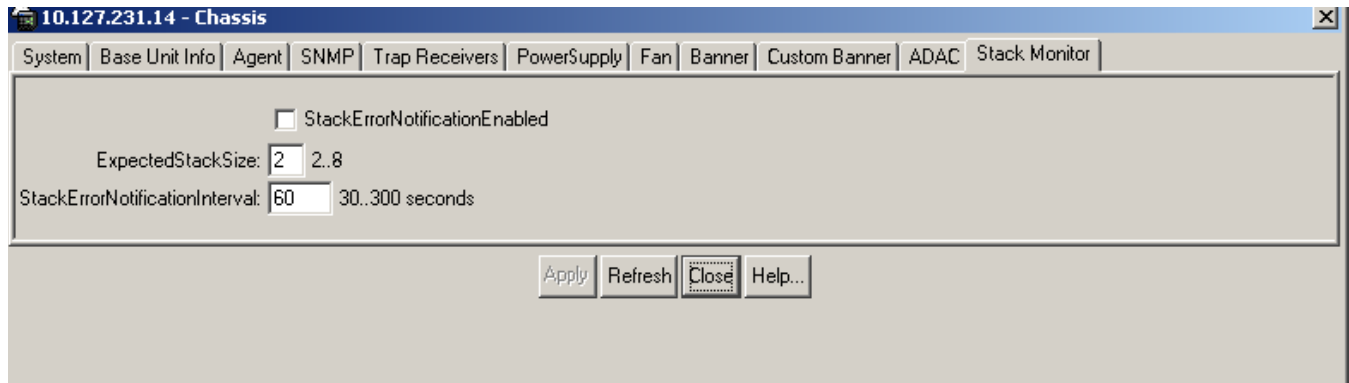 10.127.231.14 - Chassis
System Base Unit Info Agent SNMP Trap Receivers PowerSupply Fan Banner Custom Banner ADAC Stack Monitor
StackErrorNotificationEnabled
ExpectedStackSize: 2 2..8
StackErrorNotificationInterval: 60 30..300 seconds
Apply Refresh Close Help...